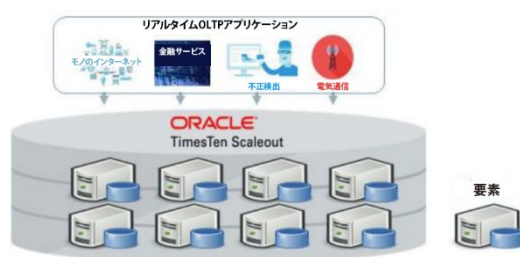 リアルタイムOLTPアプリケーション
モノのインターネット
金融サービス
不正検出
電気通信
ORACLE
TimesTen Scaleout
要素